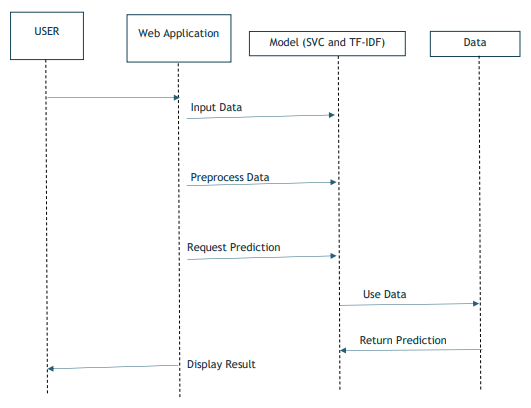 USER
Web Application
Model (SVC and TF-IDF)
Data
Input Data
Preprocess Data
Request Prediction
Use Data
Return Prediction
Display Result